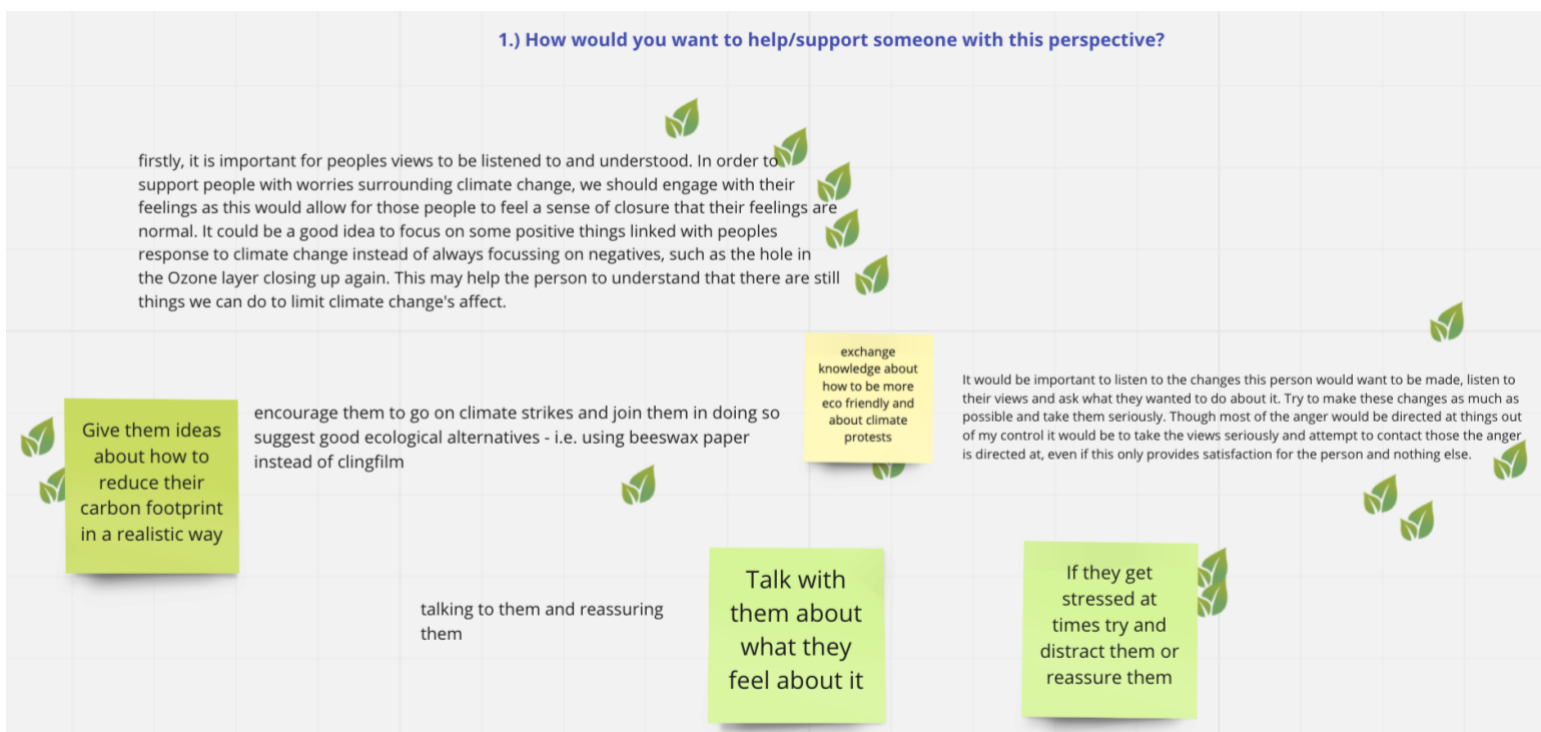 1.) How would you want to help/support someone with this perspective?
firstly, it is important for peoples views to be listened to and understood. In order to
support people with worries surrounding climate change, we should engage with their
feelings as this would allow for those people to feel a sense of closure that their feelings are
normal. It could be a good idea to focus on some positive things linked with peoples
response to climate change instead of always focussing on negatives, such as the hole in
the Ozone layer closing up again. This may help the person to understand that there are still
things we can do to limit climate change's affect.
Give them ideas
about how to
reduce their
carbon footprint
in a realistic way
encourage them to go on climate strikes and join them in doing so
suggest good ecological alternatives - i.e. using beeswax paper
instead of clingfilm
exchange
knowledge about
how to be more
eco friendly and
about climate
protests
It would be important to listen to the changes this person would want to be made, listen to
their views and ask what they wanted to do about it. Try to make these changes as much as
possible and take them seriously. Though most of the anger would be directed at things out
of my control it would be to take the views seriously and attempt to contact those the anger
is directed at, even if this only provides satisfaction for the person and nothing else.
talking to them and reassuring
them
Talk with
them about
what they
feel about it
If they get
stressed at
times try and
distract them or
reassure them